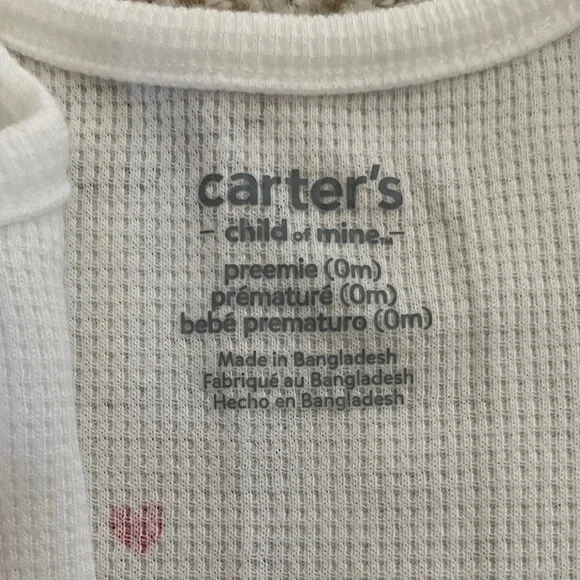 carter's
- child of mine™ -
preemie (0m)
prématuré (0m)
bebé prematuro (0m)
Made in Bangladesh
Fabriqué au Bangladesh
Hecho en Bangladesh